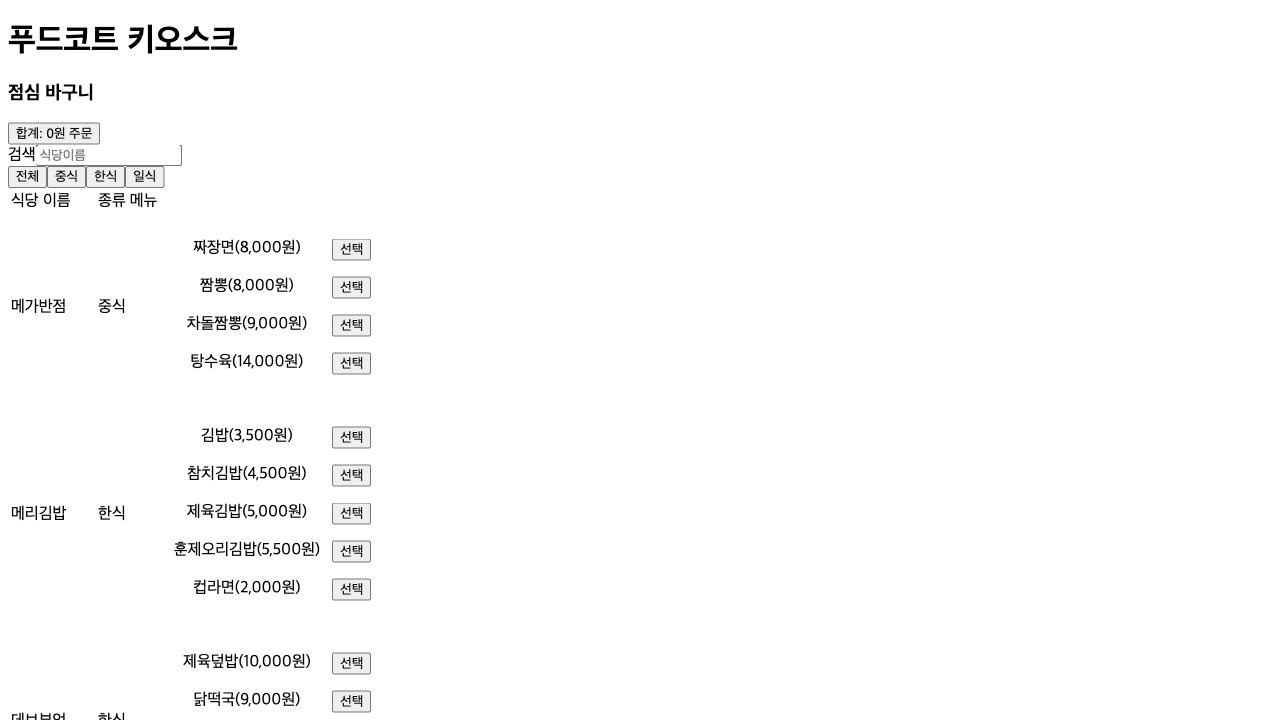 푸드코트 키오스크
점심 바구니
합계: 0원 주문
검색 식당이름
전체 중식 한식 일식
식당 이름 종류 메뉴
짜장면(8,000원) 선택
짬뽕(8,000원) 선택
메가반점 중식
차돌짬뽕(9,000원) 선택
탕수육(14,000원) 선택
김밥(3,500원) 선택
참치김밥(4,500원) 선택
메리김밥 한식 제육김밥(5,000원) 선택
훈제오리김밥(5,500원) 선택
컵라면(2,000원) 선택
제육덮밥(10,000원) 선택
닭떡국(9,000원) 선택
한식